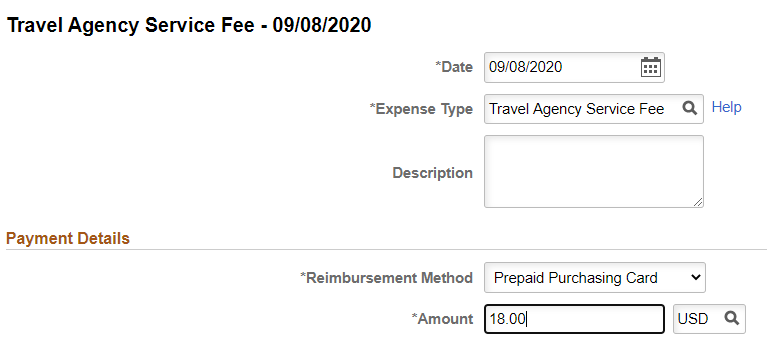 Travel Agency Service Fee - 09/08/2020
*Date 09/08/2020
*Expense Type Travel Agency Service Fee Help
Description
Payment Details
*Reimbursement Method Prepaid Purchasing Card
*Amount 18.00 USD